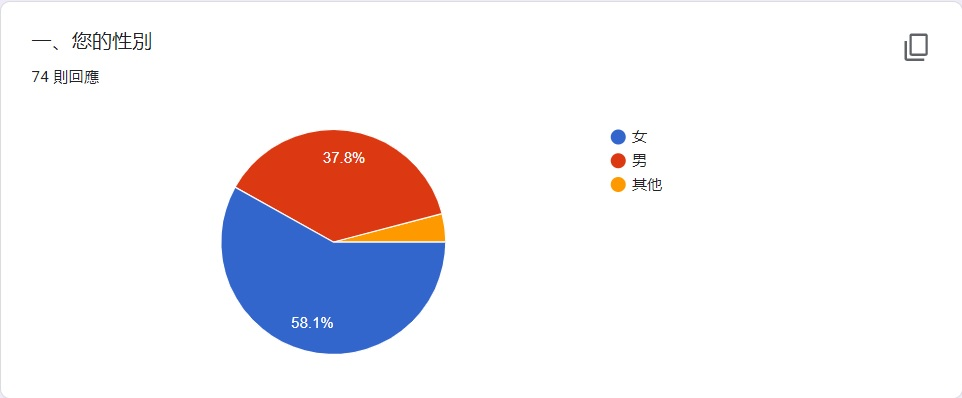 一、您的性別
74 則回應
37.8%
58.1%
女
男
其他